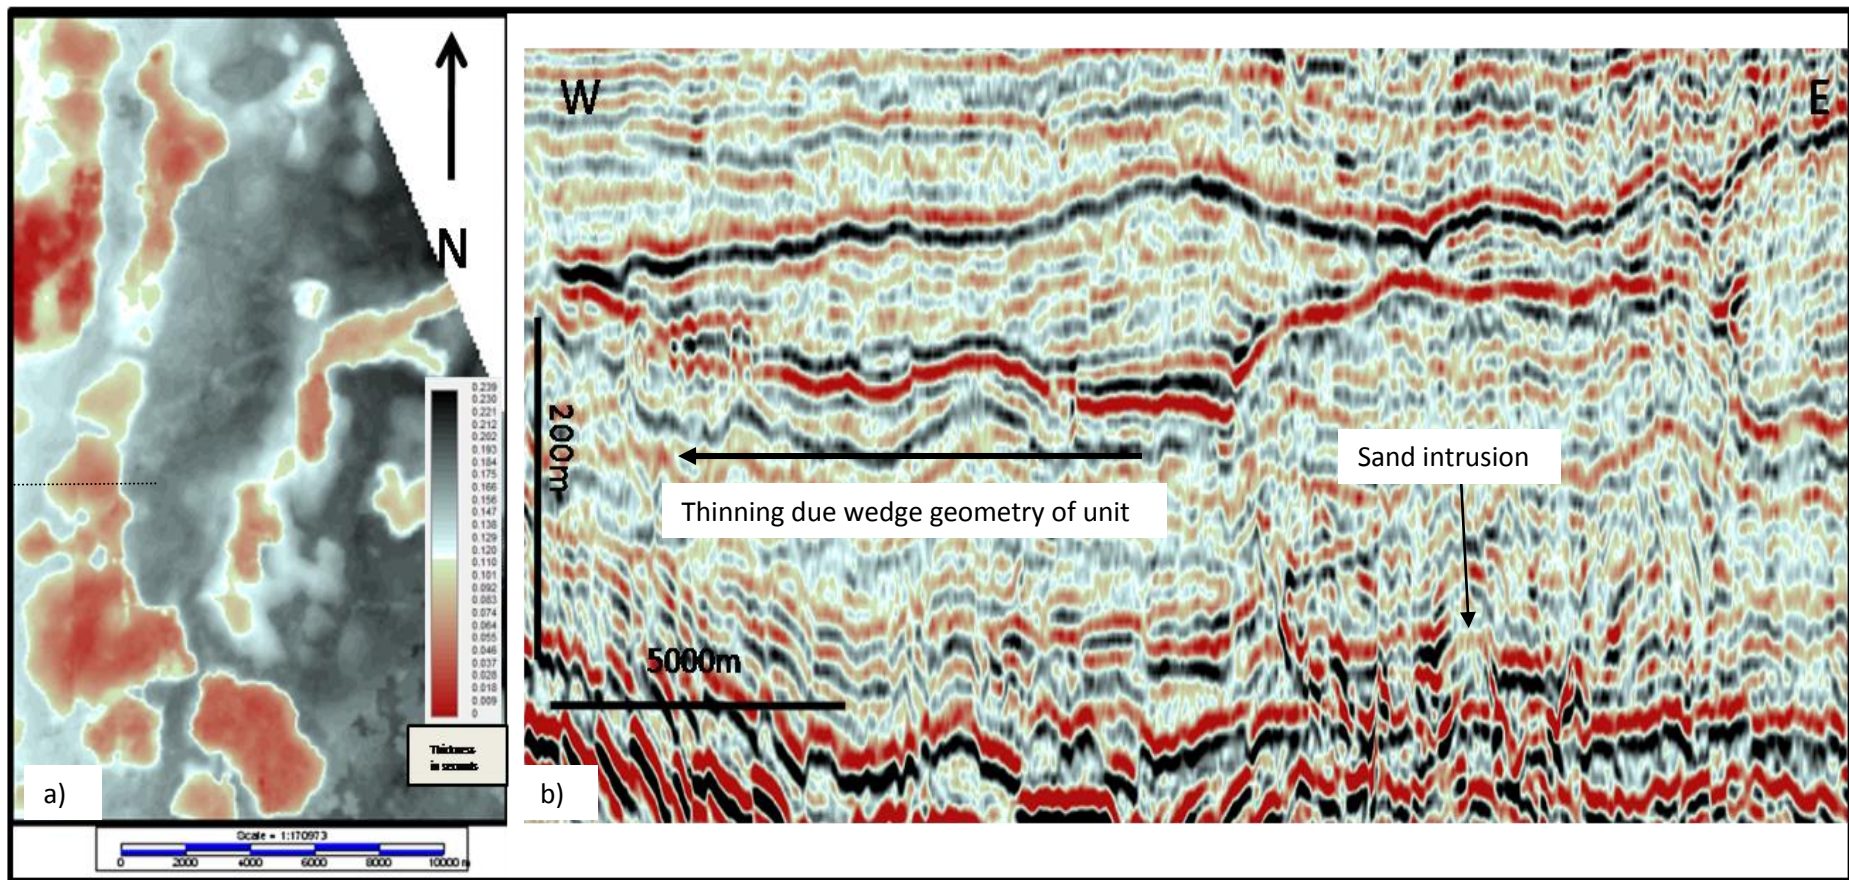 N
0.239
0.230
0.221
0.212
0.202
0.193
0.184
0.175
0.166
0.156
0.147
0.138
0.129
0.120
0.110
0.101
0.092
0.083
0.074
0.064
0.055
0.046
0.037
0.028
0.018
0.009
0
Thickness
in seconds
a)
Scale = 1:170973
0 2000 4000 6000 8000 10000 m
W
E
200m
Sand intrusion
Thinning due wedge geometry of unit
5000m
b)